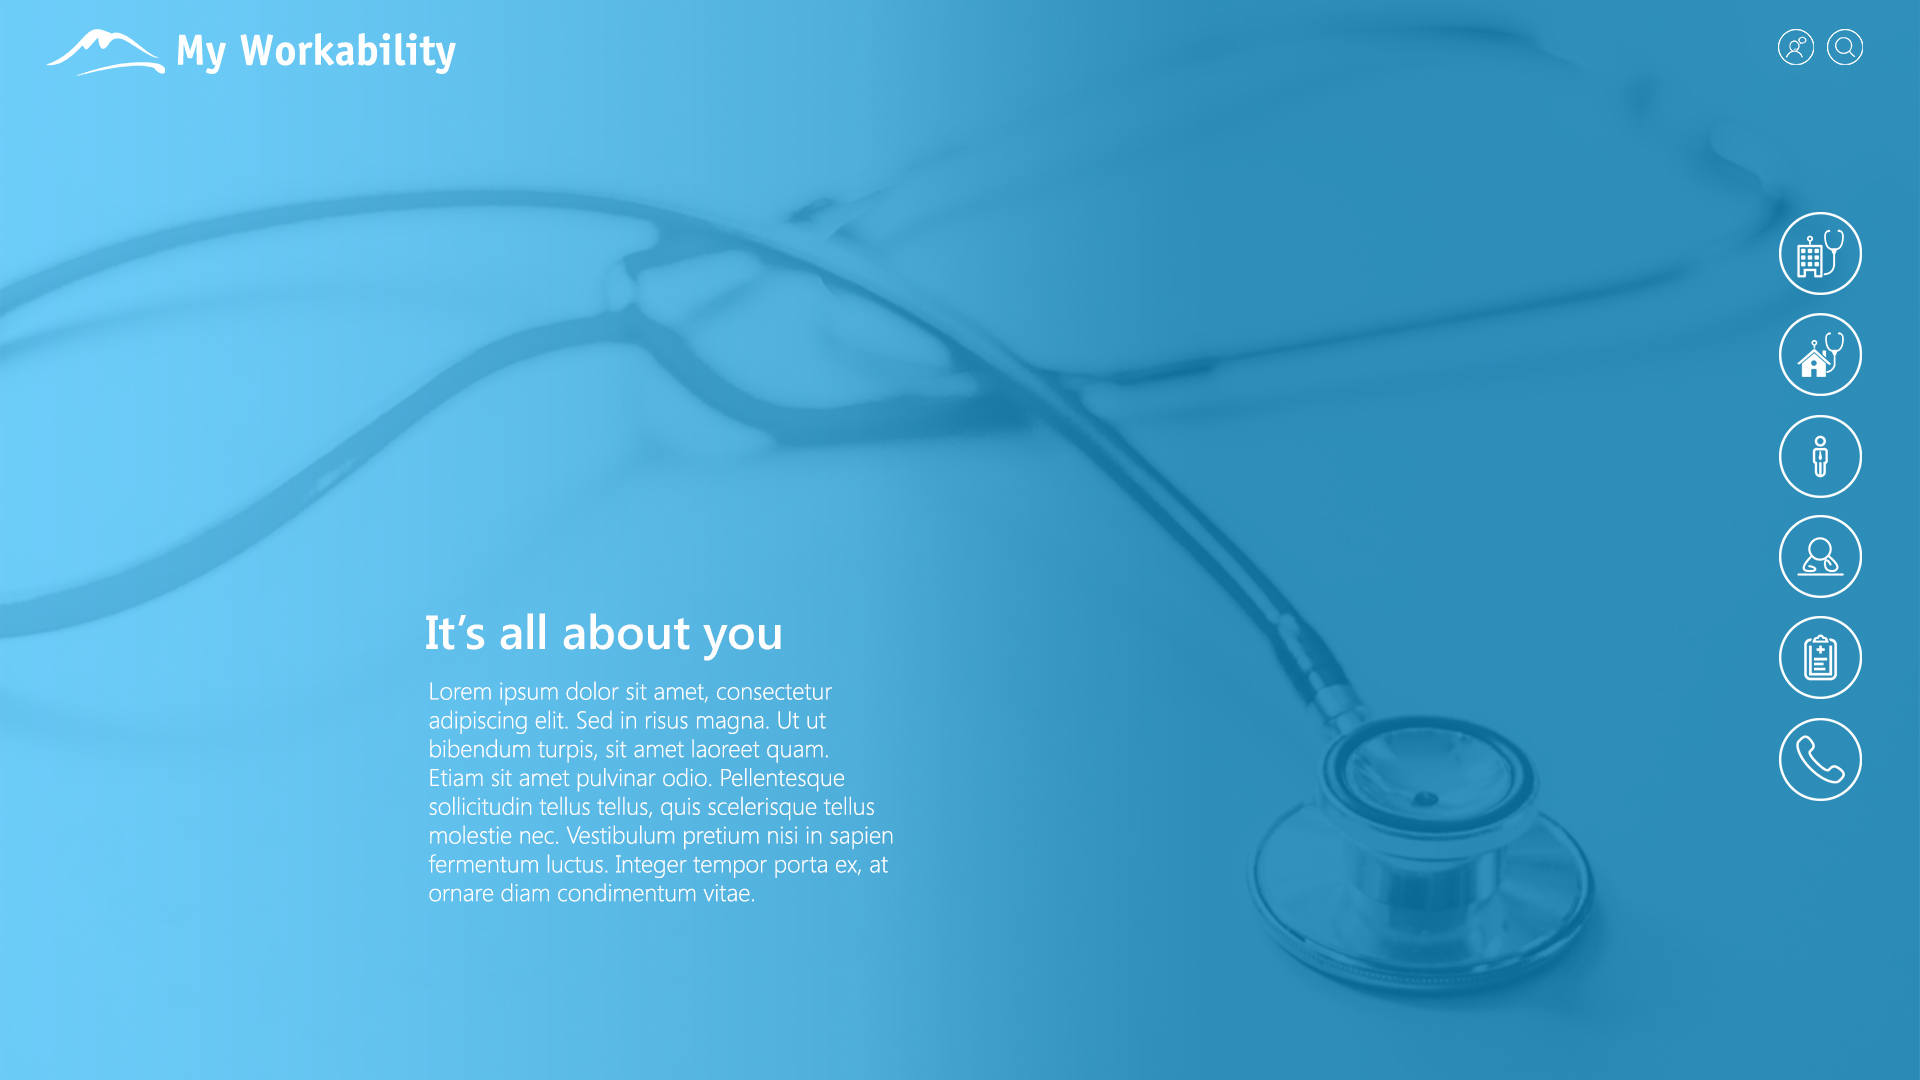 My Workability
It's all about you
Lorem ipsum dolor sit amet, consectetur
adipiscing elit. Sed in risus magna. Ut ut
bibendum turpis, sit amet laoreet quam.
Etiam sit amet pulvinar odio. Pellentesque
sollicitudin tellus tellus, quis scelerisque tellus
molestie nec. Vestibulum pretium nisi in sapien
fermentum luctus. Integer tempor porta ex, at
ornare diam condimentum vitae.